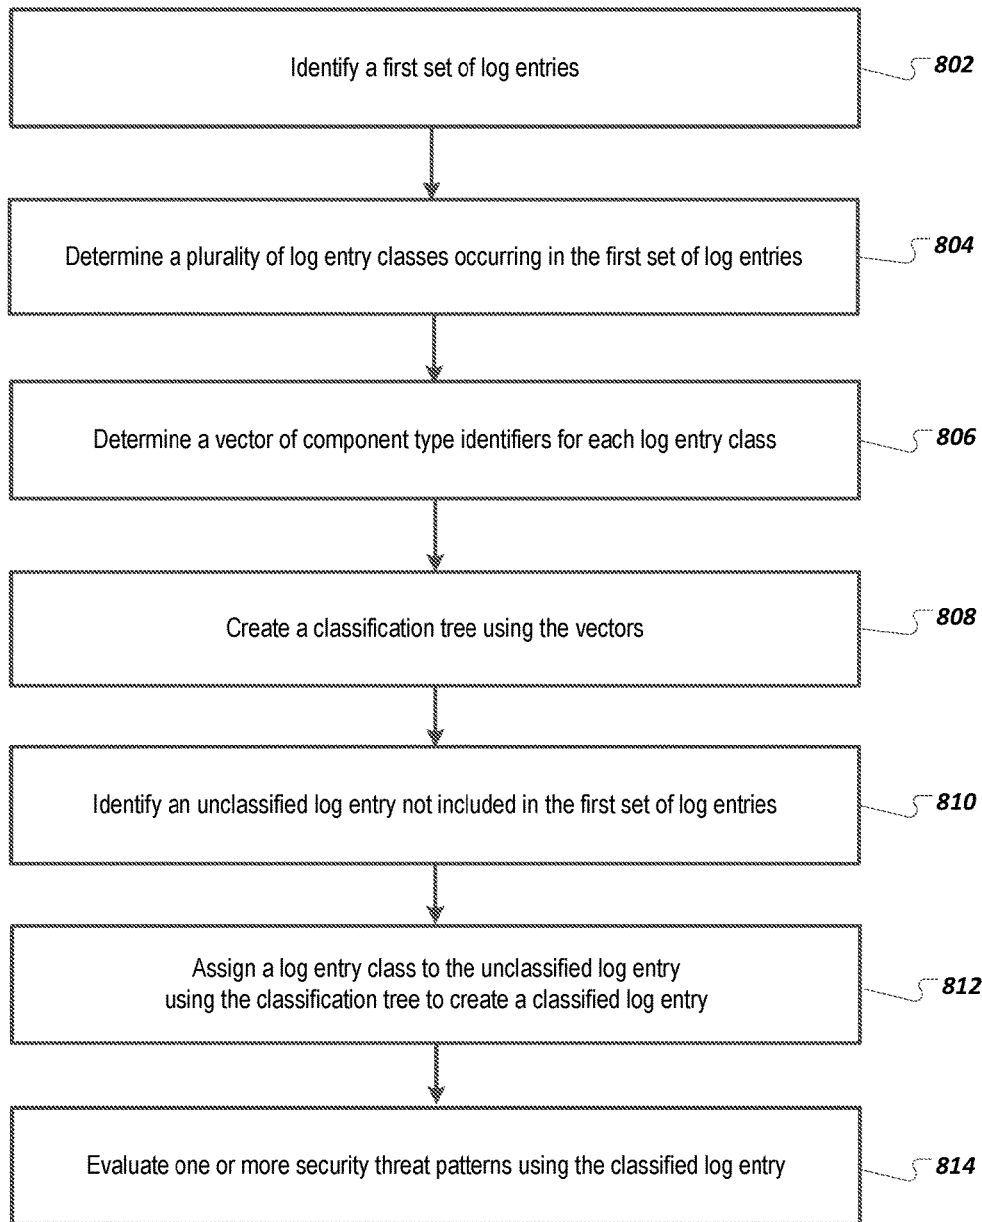 Identify a first set of log entries
802
Determine a plurality of log entry classes occurring in the first set of log entries
804
Determine a vector of component type identifiers for each log entry class
806
Create a classification tree using the vectors
808
Identify an unclassified log entry not included in the first set of log entries
810
Assign a log entry class to the unclassified log entry
using the classification tree to create a classified log entry
812
Evaluate one or more security threat patterns using the classified log entry
814